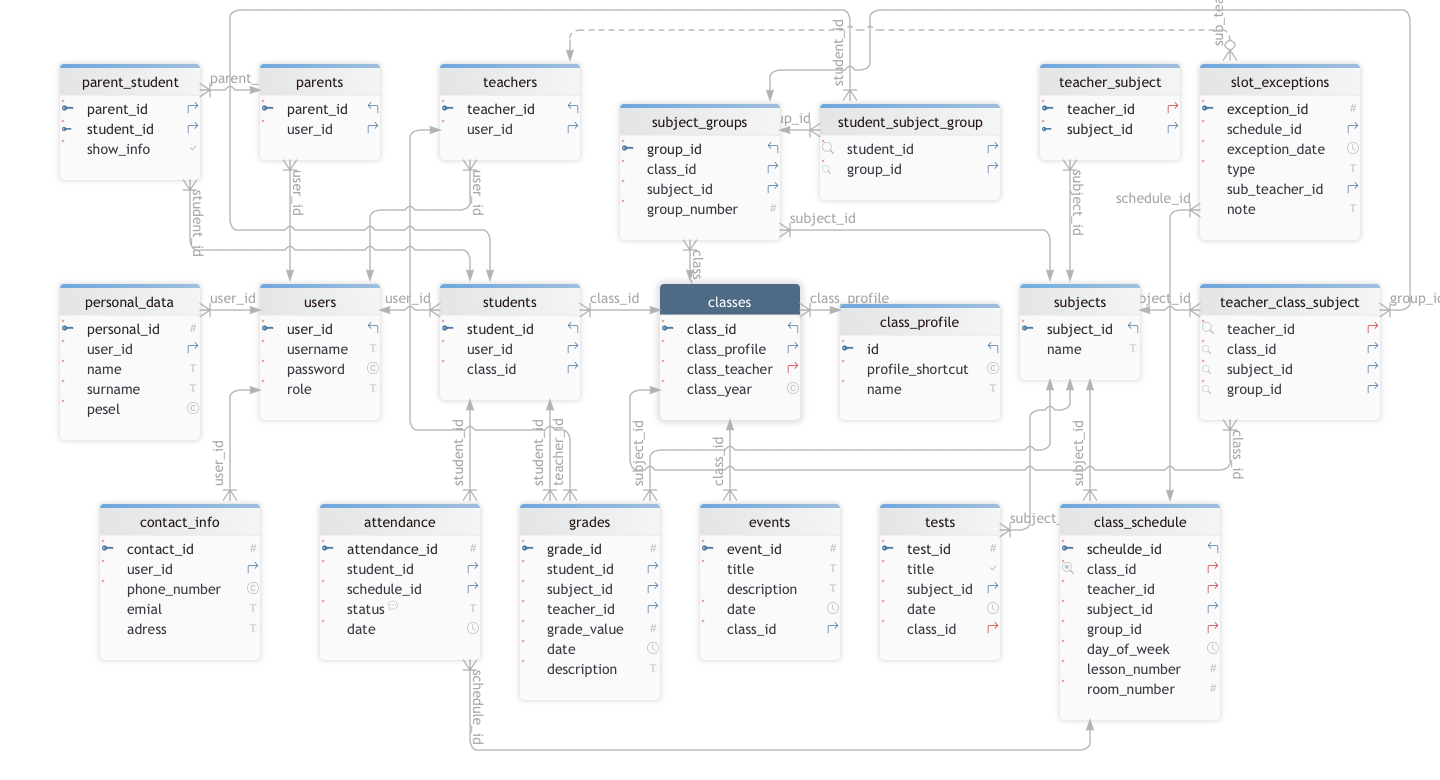 sub_tea
student_id
parent_student
parent_id
student_id
show_info
parent_
parents
parent_id
user_id
teachers
teacher_id
user_id
subject_groups
group_id
class_id
subject_id
group_number
up_id
student_subject_group
student_id
group_id
teacher_subject
teacher_id
subject_id
slot_exceptions
exception_id
schedule_id
exception_date
type
sub_teacher_id
note
student_id
user_id
user_id
subject_id
subject_id
schedule_id
class
personal_data
personal_id
user_id
name
surname
pesel
user_id
users
user_id
username
password
role
user_id
students
student_id
user_id
class_id
class_id
classes
class_id
class_profile
class_teacher
class_year
class_profile
class_profile
id
profile_shortcut
name
subjects
subject_id
name
bject_id
teacher_class_subject
teacher_id
class_id
subject_id
group_id
group_id
user_id
student_id
student_id
teacher_id
subject_id
class_id
subject_id
class_id
contact_info
contact_id
user_id
phone_number
emial
adress
attendance
attendance_id
student_id
schedule_id
status
date
grades
grade_id
student_id
subject_id
teacher_id
grade_value
date
description
events
event_id
title
description
date
class_id
tests
test_id
title
subject_id
date
class_id
subject_
class_schedule
scheulde_id
class_id
teacher_id
subject_id
group_id
day_of_week
lesson_number
room_number
schedule_id